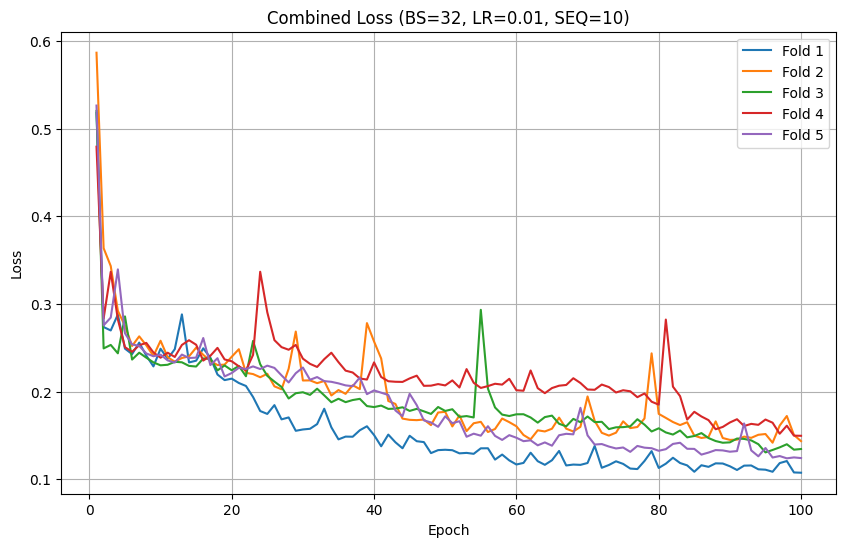 Combined Loss (BS=32, LR=0.01, SEQ=10)
Fold 1
Fold 2
Fold 3
Fold 4
Fold 5
Loss
0.6
0.5
0.4
0.3
0.2
0.1
0
20
40
60
80
100
Epoch